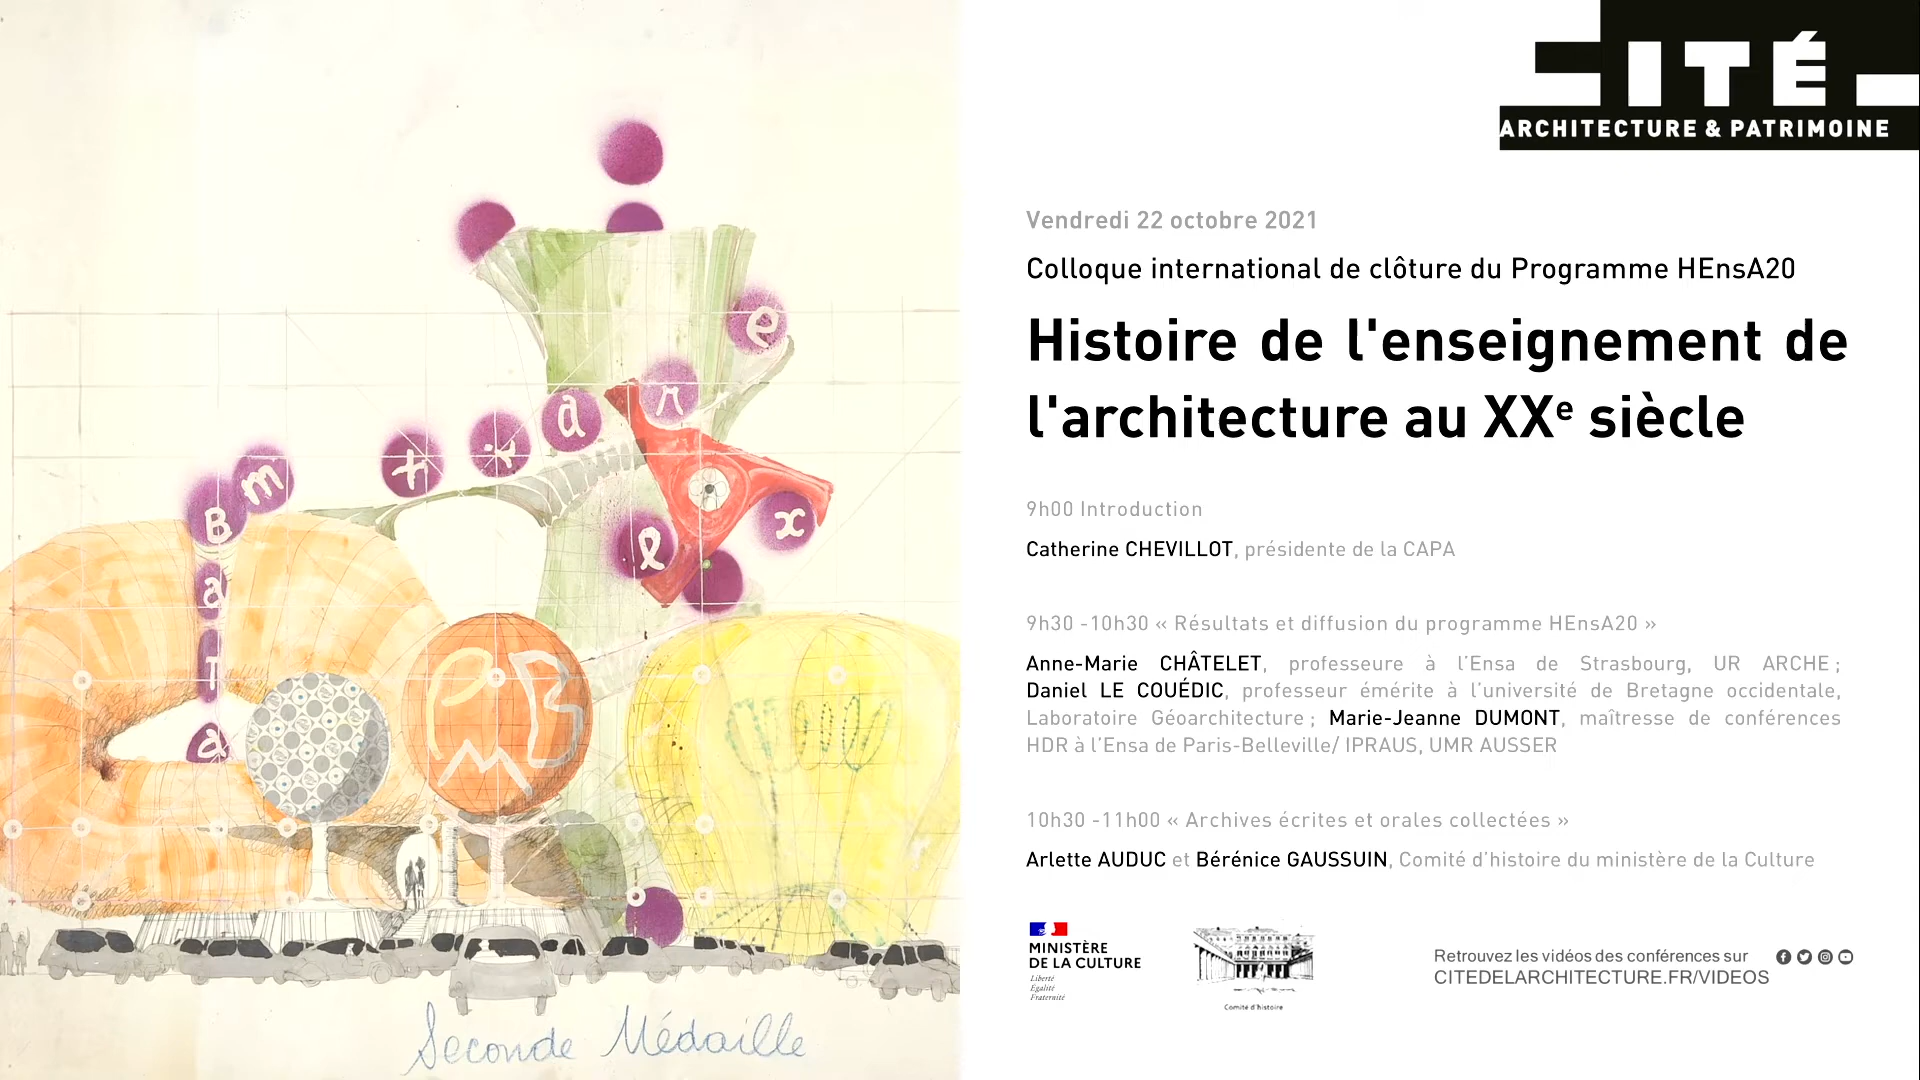 CITÉ
ARCHITECTURE & PATRIMOINE
Vendredi 22 octobre 2021
Colloque international de clôture du Programme HEnsA20
Histoire de l'enseignement de
l'architecture au XXe siècle
9h00 Introduction
Catherine CHEVILLOT, présidente de la CAPA
9h30 -10h30 « Résultats et diffusion du programme HEnsA20 »
Anne-Marie CHÂTELET, professeure à l'Ensa de Strasbourg, UR ARCHE ;
Daniel LE COUÉDIC, professeur émérite à l'université de Bretagne occidentale,
Laboratoire Géoarchitecture ; Marie-Jeanne DUMONT, maîtresse de conférences
HDR à l'Ensa de Paris-Belleville/ IPRAUS, UMR AUSSER
10h30 -11h00 « Archives écrites et orales collectées »
Arlette AUDUC et Bérénice GAUSSUIN, Comité d'histoire du ministère de la Culture
MINISTÈRE
DE LA CULTURE
Liberté
Égalité
Fraternité
Comité d'histoire
Retrouvez les vidéos des conférences sur
CITEDELARCHITECTURE.FR/VIDEOS
B
a
l
T
a
m
e
l
x
PMB
Seconde Médaille